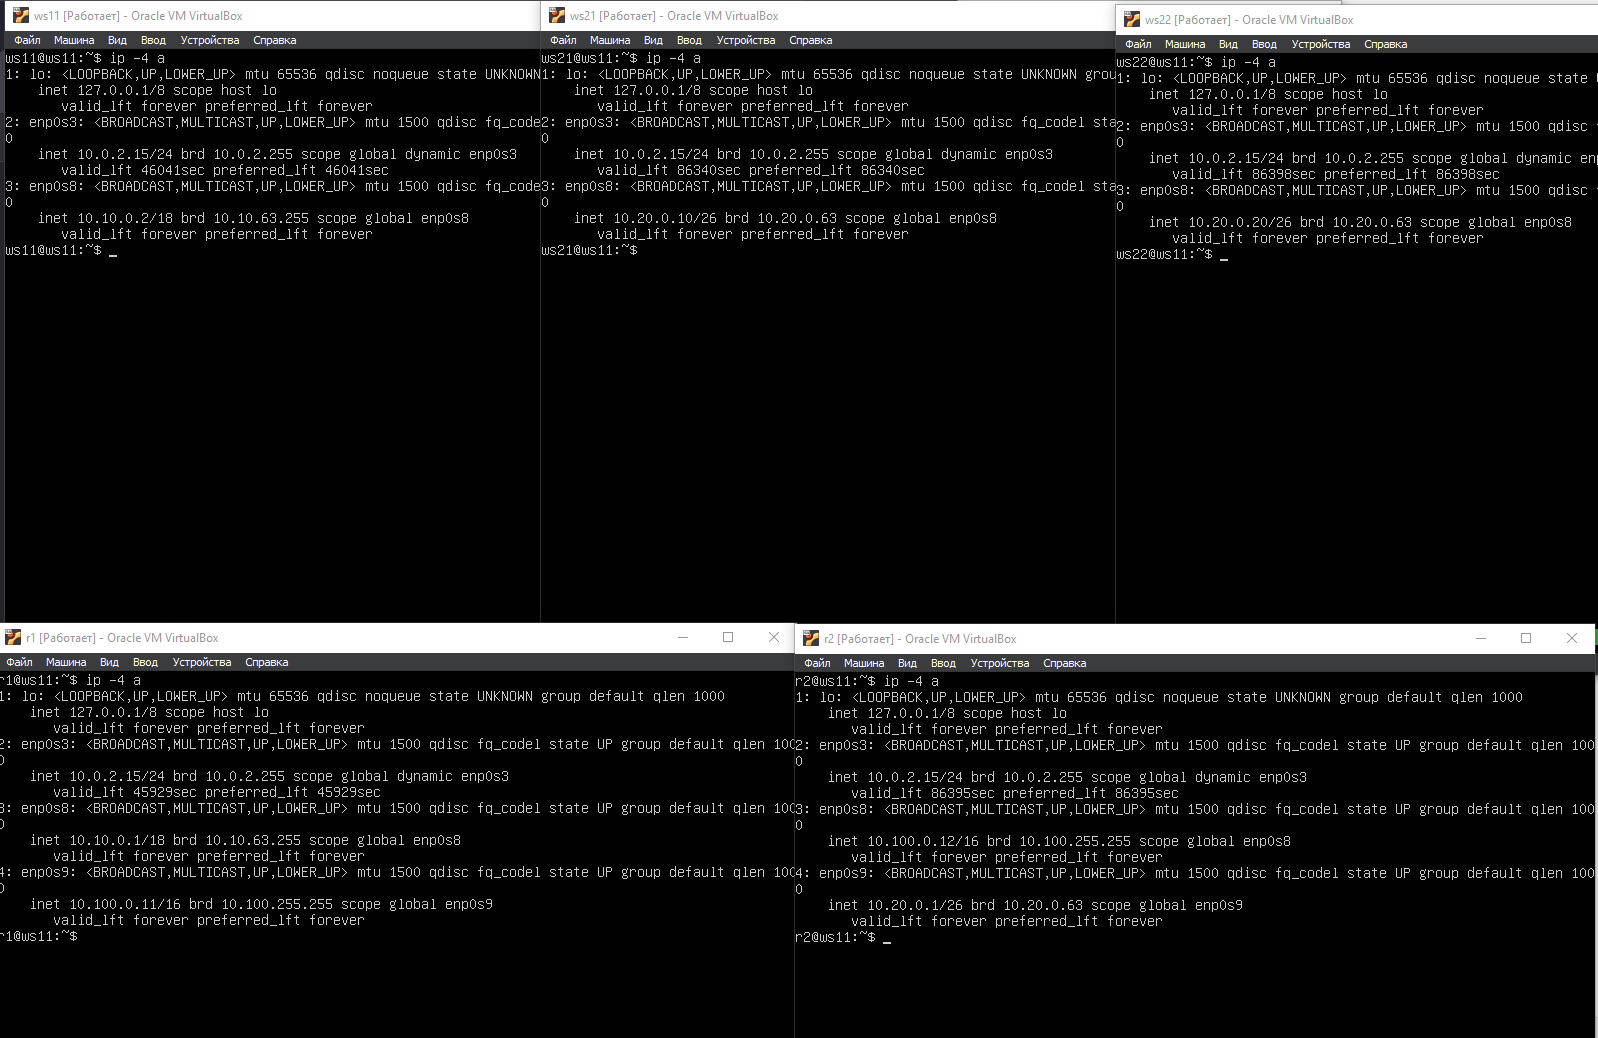 ws11 [Работает] - Oracle VM VirtualBox
Файл Машина Вид Ввод Устройства Справка
ws11@ws11:~$ ip -4 a
1: lo: <LOOPBACK,UP,LOWER_UP> mtu 65536 qdisc noqueue state UNKNOWN
inet 127.0.0.1/8 scope host lo
valid_lft forever preferred_lft forever
2: enp0s3: <BROADCAST,MULTICAST,UP,LOWER_UP> mtu 1500 qdisc fq_code
0
inet 10.0.2.15/24 brd 10.0.2.255 scope global dynamic enp0s3
valid_lft 46041sec preferred_lft 46041sec
3: enp0s8: <BROADCAST,MULTICAST,UP,LOWER_UP> mtu 1500 qdisc fq_code
0
inet 10.10.0.2/18 brd 10.10.63.255 scope global enp0s8
valid_lft forever preferred_lft forever
ws11@ws11:~$ _
ws21 [Работает] - Oracle VM VirtualBox
Файл Машина Вид Ввод Устройства Справка
ws21@ws11:~$ ip -4 a
1: lo: <LOOPBACK,UP,LOWER_UP> mtu 65536 qdisc noqueue state UNKNOWN grou
inet 127.0.0.1/8 scope host lo
valid_lft forever preferred_lft forever
2: enp0s3: <BROADCAST,MULTICAST,UP,LOWER_UP> mtu 1500 qdisc fq_codel sta
0
inet 10.0.2.15/24 brd 10.0.2.255 scope global dynamic enp0s3
valid_lft 86340sec preferred_lft 86340sec
3: enp0s8: <BROADCAST,MULTICAST,UP,LOWER_UP> mtu 1500 qdisc fq_codel sta
0
inet 10.20.0.10/26 brd 10.20.0.63 scope global enp0s8
valid_lft forever preferred_lft forever
ws21@ws11:~$
ws22 [Работает] - Oracle VM VirtualBox
Файл Машина Вид Ввод Устройства Справка
ws22@ws11:~$ ip -4 a
1: lo: <LOOPBACK,UP,LOWER_UP> mtu 65536 qdisc noqueue state
inet 127.0.0.1/8 scope host lo
valid_lft forever preferred_lft forever
2: enp0s3: <BROADCAST,MULTICAST,UP,LOWER_UP> mtu 1500 qdisc
0
inet 10.0.2.15/24 brd 10.0.2.255 scope global dynamic en
valid_lft 86398sec preferred_lft 86398sec
3: enp0s8: <BROADCAST,MULTICAST,UP,LOWER_UP> mtu 1500 qdisc
0
inet 10.20.0.20/26 brd 10.20.0.63 scope global enp0s8
valid_lft forever preferred_lft forever
ws22@ws11:~$ _
r1 [Работает] - Oracle VM VirtualBox
Файл Машина Вид Ввод Устройства Справка
r1@ws11:~$ ip -4 a
1: lo: <LOOPBACK,UP,LOWER_UP> mtu 65536 qdisc noqueue state UNKNOWN group default qlen 1000
inet 127.0.0.1/8 scope host lo
valid_lft forever preferred_lft forever
2: enp0s3: <BROADCAST,MULTICAST,UP,LOWER_UP> mtu 1500 qdisc fq_codel state UP group default qlen 100
0
inet 10.0.2.15/24 brd 10.0.2.255 scope global dynamic enp0s3
valid_lft 45929sec preferred_lft 45929sec
3: enp0s8: <BROADCAST,MULTICAST,UP,LOWER_UP> mtu 1500 qdisc fq_codel state UP group default qlen 100
0
inet 10.10.0.1/18 brd 10.10.63.255 scope global enp0s8
valid_lft forever preferred_lft forever
4: enp0s9: <BROADCAST,MULTICAST,UP,LOWER_UP> mtu 1500 qdisc fq_codel state UP group default qlen 100
0
inet 10.100.0.11/16 brd 10.100.255.255 scope global enp0s9
valid_lft forever preferred_lft forever
r1@ws11:~$
r2 [Работает] - Oracle VM VirtualBox
Файл Машина Вид Ввод Устройства Справка
r2@ws11:~$ ip -4 a
1: lo: <LOOPBACK,UP,LOWER_UP> mtu 65536 qdisc noqueue state UNKNOWN group default qlen 1000
inet 127.0.0.1/8 scope host lo
valid_lft forever preferred_lft forever
2: enp0s3: <BROADCAST,MULTICAST,UP,LOWER_UP> mtu 1500 qdisc fq_codel state UP group default qlen 100
0
inet 10.0.2.15/24 brd 10.0.2.255 scope global dynamic enp0s3
valid_lft 86395sec preferred_lft 86395sec
3: enp0s8: <BROADCAST,MULTICAST,UP,LOWER_UP> mtu 1500 qdisc fq_codel state UP group default qlen 100
0
inet 10.100.0.12/16 brd 10.100.255.255 scope global enp0s8
valid_lft forever preferred_lft forever
4: enp0s9: <BROADCAST,MULTICAST,UP,LOWER_UP> mtu 1500 qdisc fq_codel state UP group default qlen 100
0
inet 10.20.0.1/26 brd 10.20.0.63 scope global enp0s9
valid_lft forever preferred_lft forever
r2@ws11:~$ _